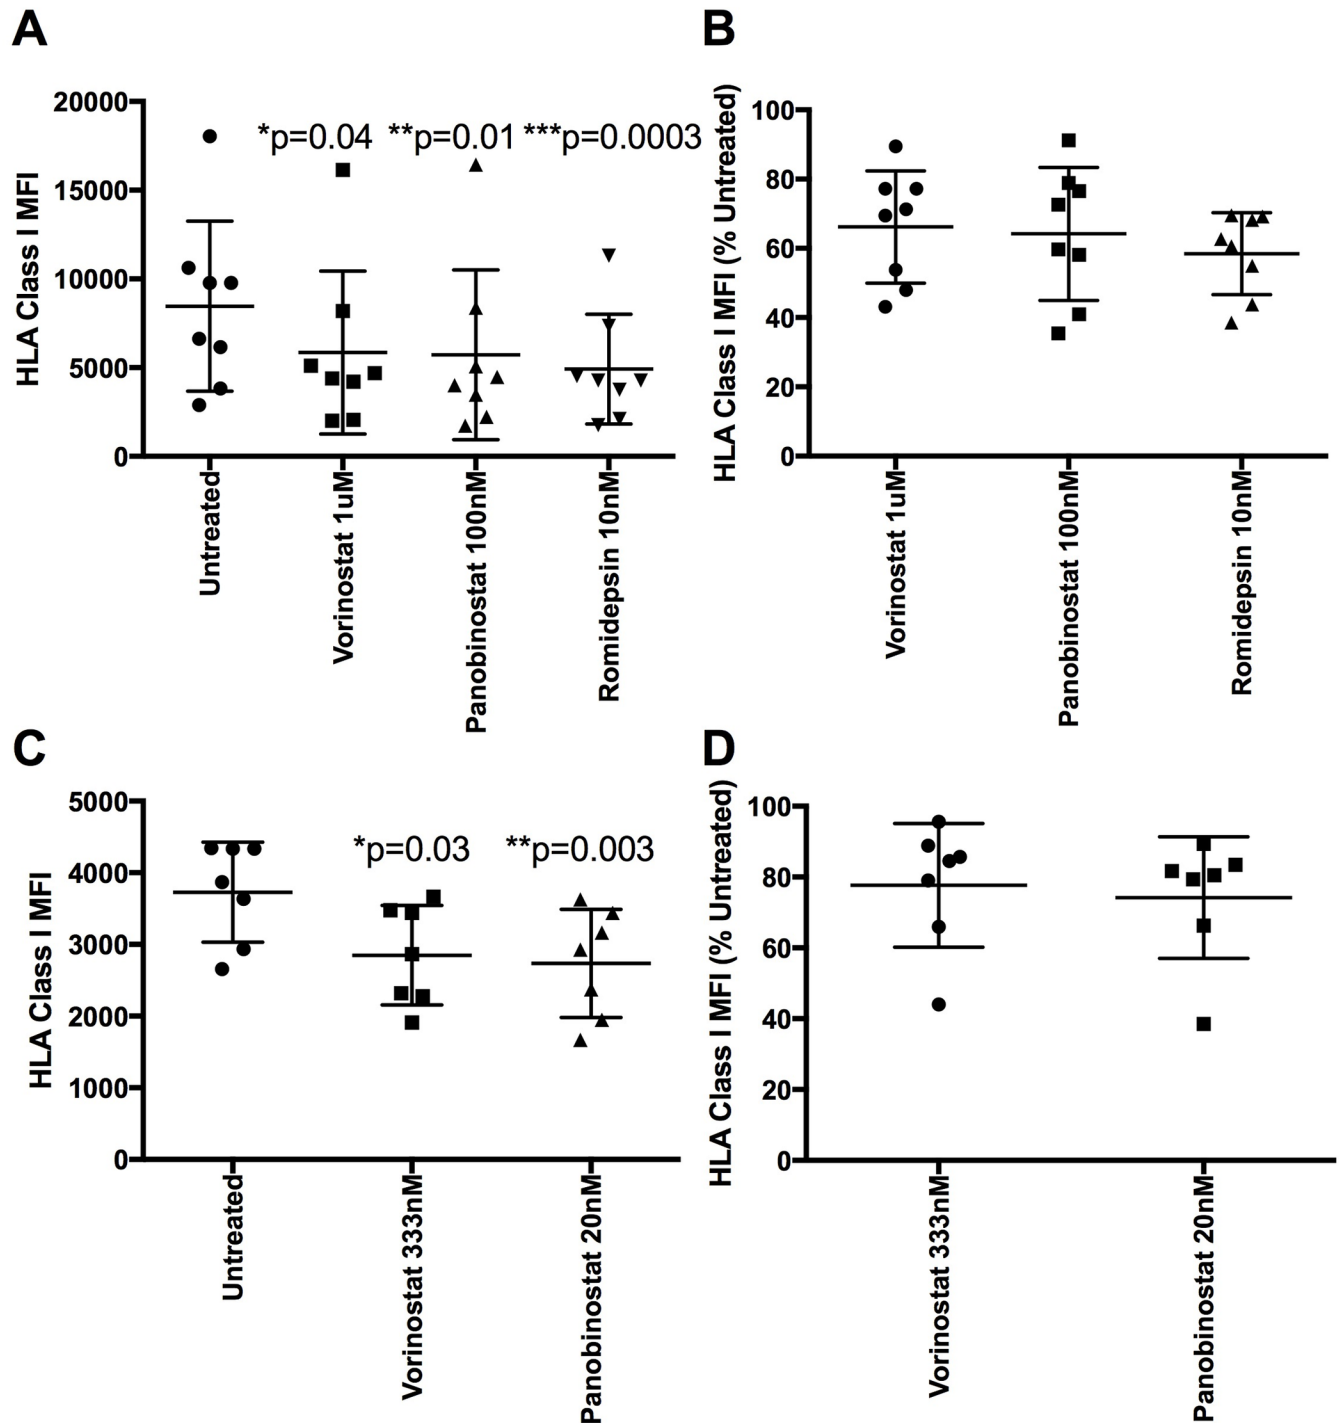 A
HLA Class I MFI
20000
15000
10000
5000
0
*p=0.04 **p=0.01 ***p=0.0003
Untreated
Vorinostat 1uM
Panobinostat 100nM
Romidepsin 10nM
B
HLA Class I MFI (% Untreated)
100
80
60
40
20
0
Vorinostat 1uM
Panobinostat 100nM
Romidepsin 10nM
C
HLA Class I MFI
5000
4000
3000
2000
1000
0
*p=0.03 **p=0.003
Untreated
Vorinostat 333nM
Panobinostat 20nM
D
HLA Class I MFI (% Untreated)
100
80
60
40
20
0
Vorinostat 333nM
Panobinostat 20nM